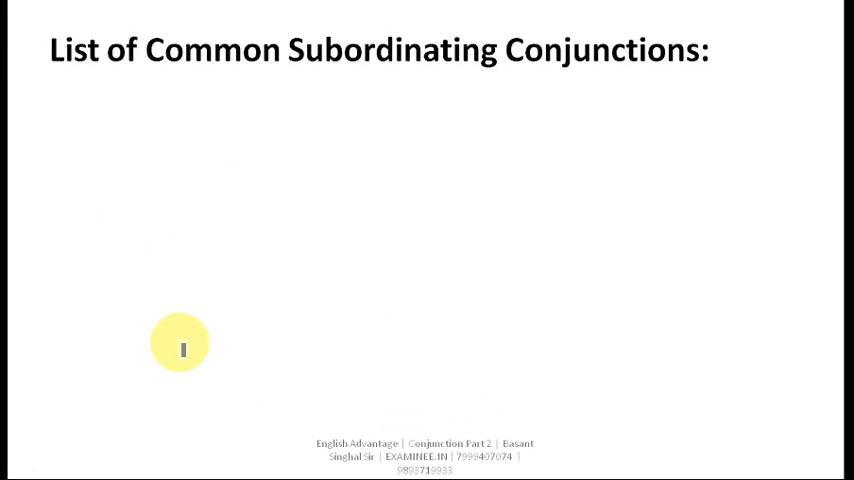 List of Common Subordinating Conjunctions:
English Advantage | Conjunction Part 2 | Basant
Singhal Sir | EXAMINEE.IN | 7999407074 |
9893719933